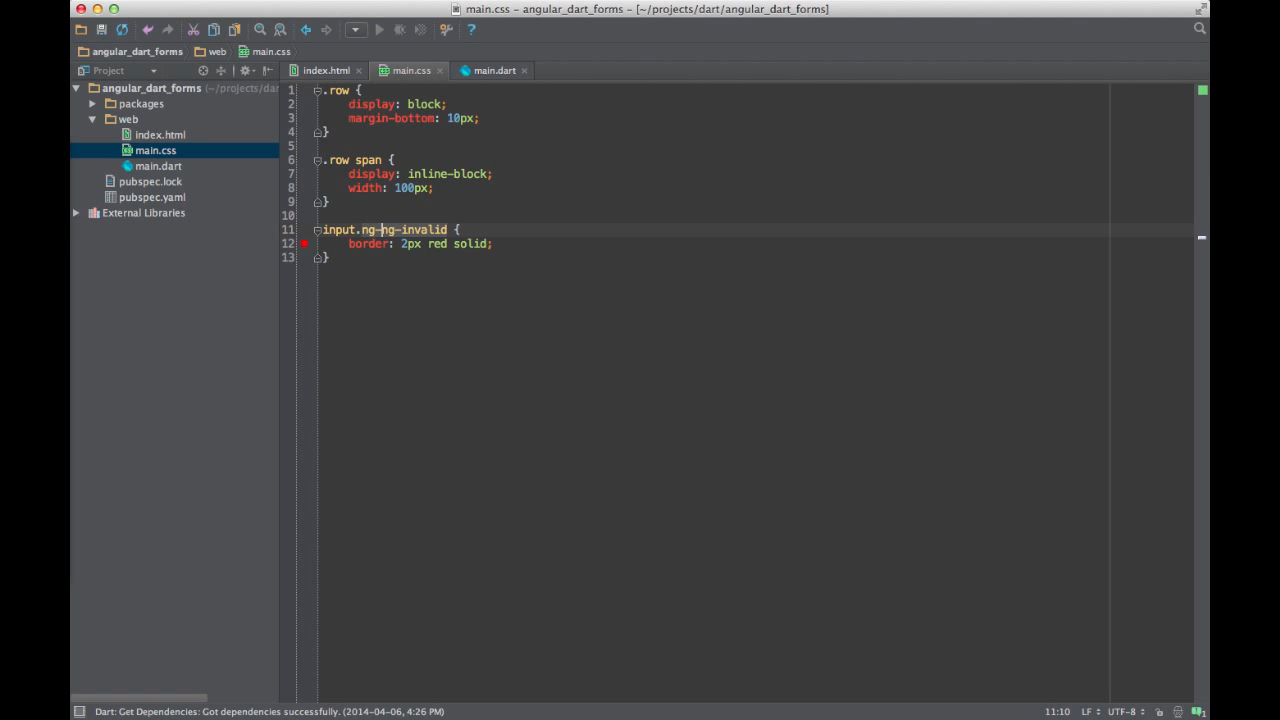 main.css – angular_dart_forms – [~/projects/dart/angular_dart_forms]
angular_dart_forms web main.css
Project index.html main.css main.dart
angular_dart_forms (~/projects/dar
packages
web
index.html
main.css
main.dart
pubspec.lock
pubspec.yaml
External Libraries
1 .row {
2 display: block;
3 margin-bottom: 10px;
4 }
5
6 .row span {
7 display: inline-block;
8 width: 100px;
9 }
10
11 input.ng-ng-invalid {
12 border: 2px red solid;
13 }
Dart: Get Dependencies: Got dependencies successfully. (2014-04-06, 4:26 PM) 11:10 LF UTF-8 1